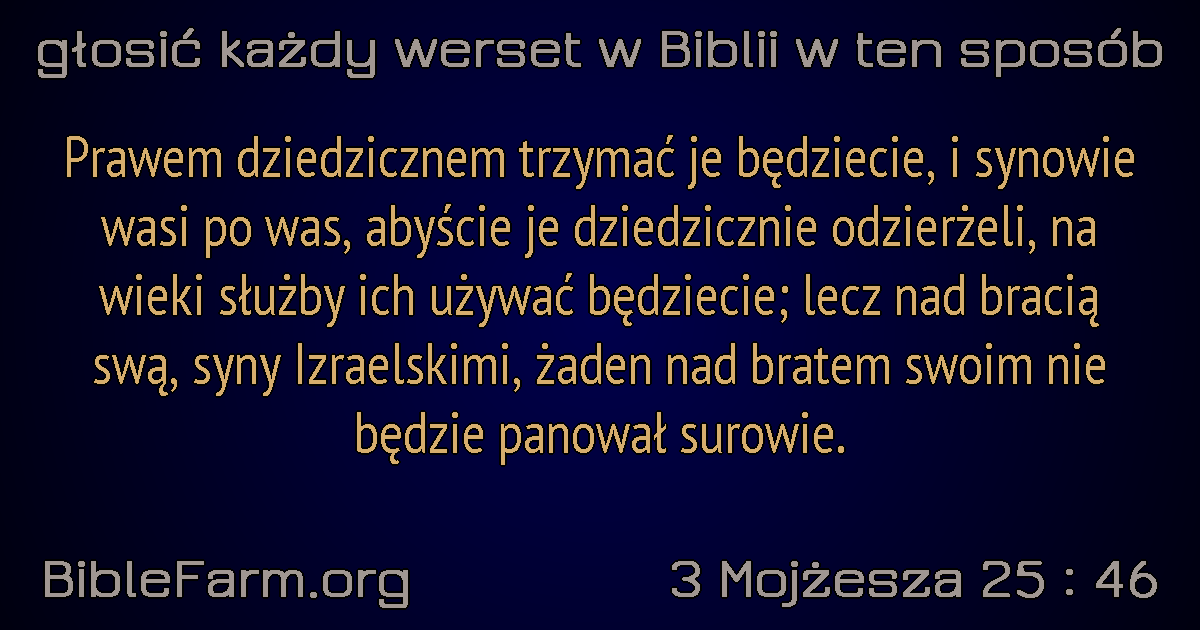 głosić każdy werset w Biblii w ten sposób
Prawem dziedzicznem trzymać je będziecie, i synowie
wasi po was, abyście je dziedzicznie odzierżeli, na
wieki służby ich używać będziecie; lecz nad bracią
swą, syny Izraelskimi, żaden nad bratem swoim nie
będzie panował surowie.
BibleFarm.org
3 Mojżesza 25 : 46